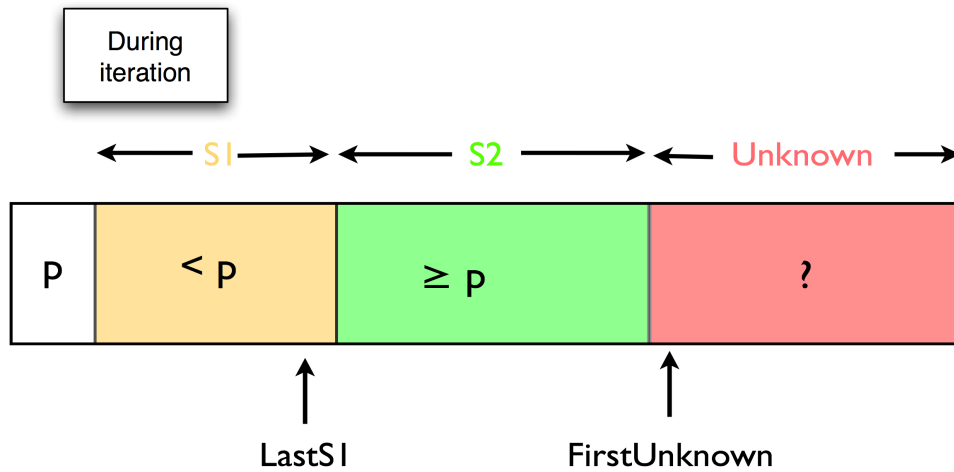 During
iteration
S1 S2 Unknown
p < p ≥ p ?
LastS1 FirstUnknown